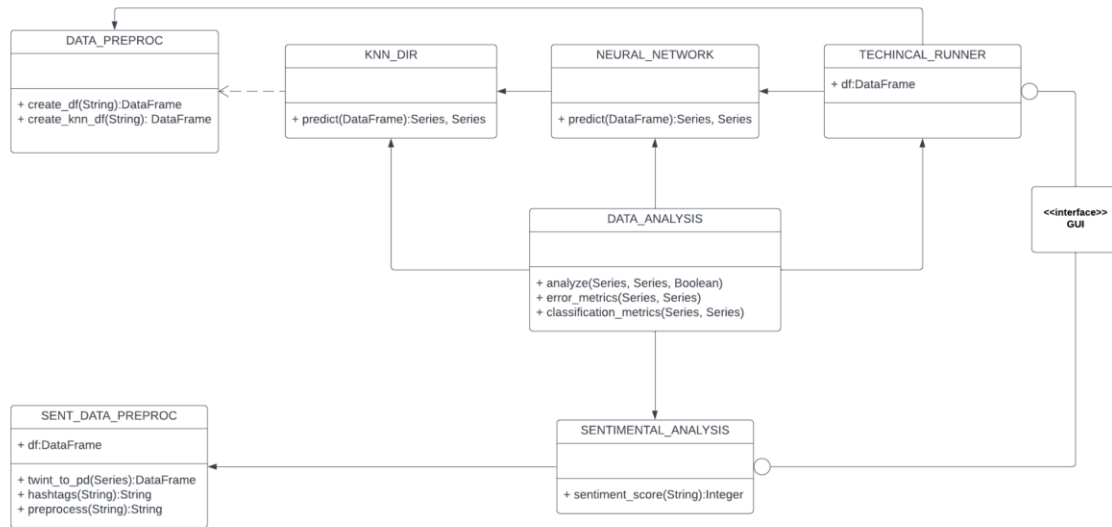 DATA_PREPROC
+ create_df(String):DataFrame
+ create_knn_df(String): DataFrame
KNN_DIR
+ predict(DataFrame):Series, Series
NEURAL_NETWORK
+ predict(DataFrame):Series, Series
TECHINCAL_RUNNER
+ df:DataFrame
<<interface>>
GUI
DATA_ANALYSIS
+ analyze(Series, Series, Boolean)
+ error_metrics(Series, Series)
+ classification_metrics(Series, Series)
SENT_DATA_PREPROC
+ df:DataFrame
+ twint_to_pd(Series):DataFrame
+ hashtags(String):String
+ preprocess(String):String
SENTIMENTAL_ANALYSIS
+ sentiment_score(String):Integer